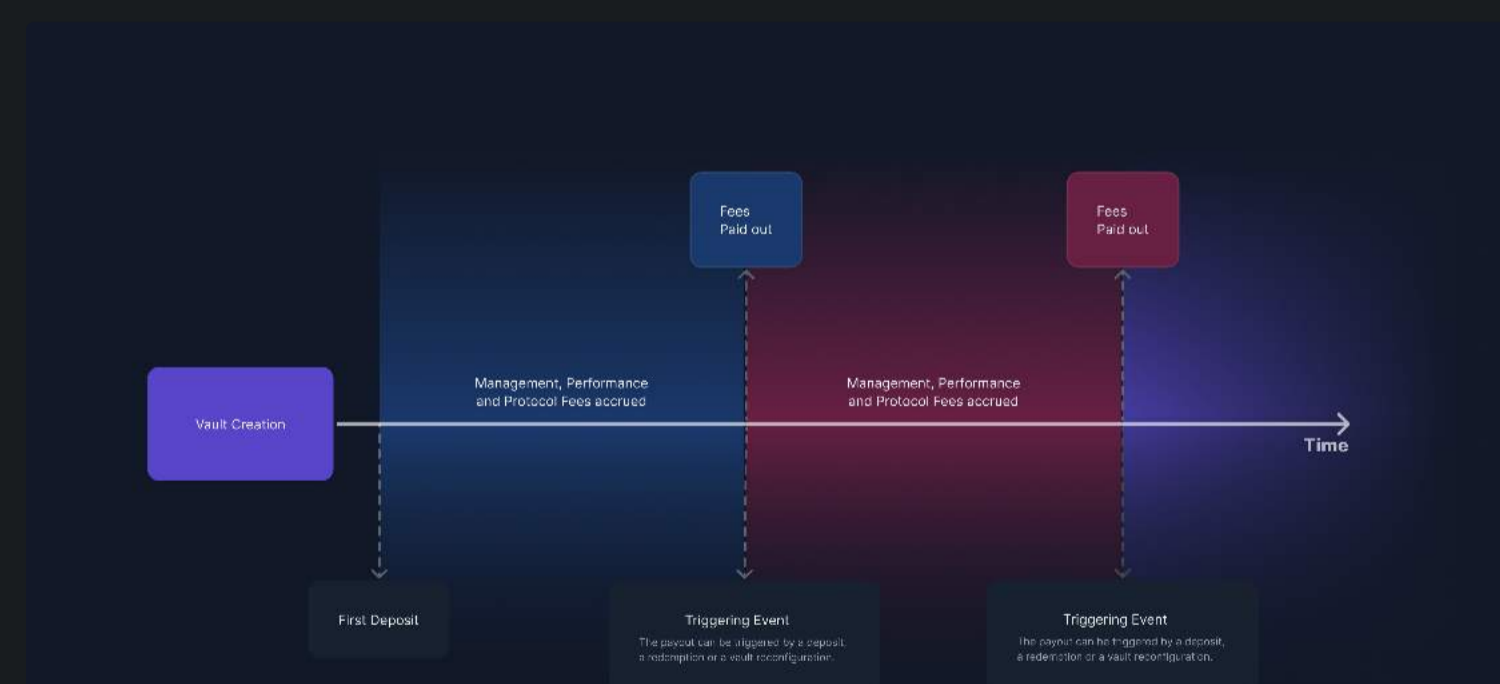 Fees
Paid out
Fees
Paid out
Management, Performance
and Protocol Fees accrued
Management, Performance
and Protocol Fees accrued
Vault Creation
Time
First Deposit
Triggering Event
The payout can be triggered by a deposit,
a redemption or a vault reconfiguration.
Triggering Event
The payout can be triggered by a deposit,
a redemption or a vault reconfiguration.